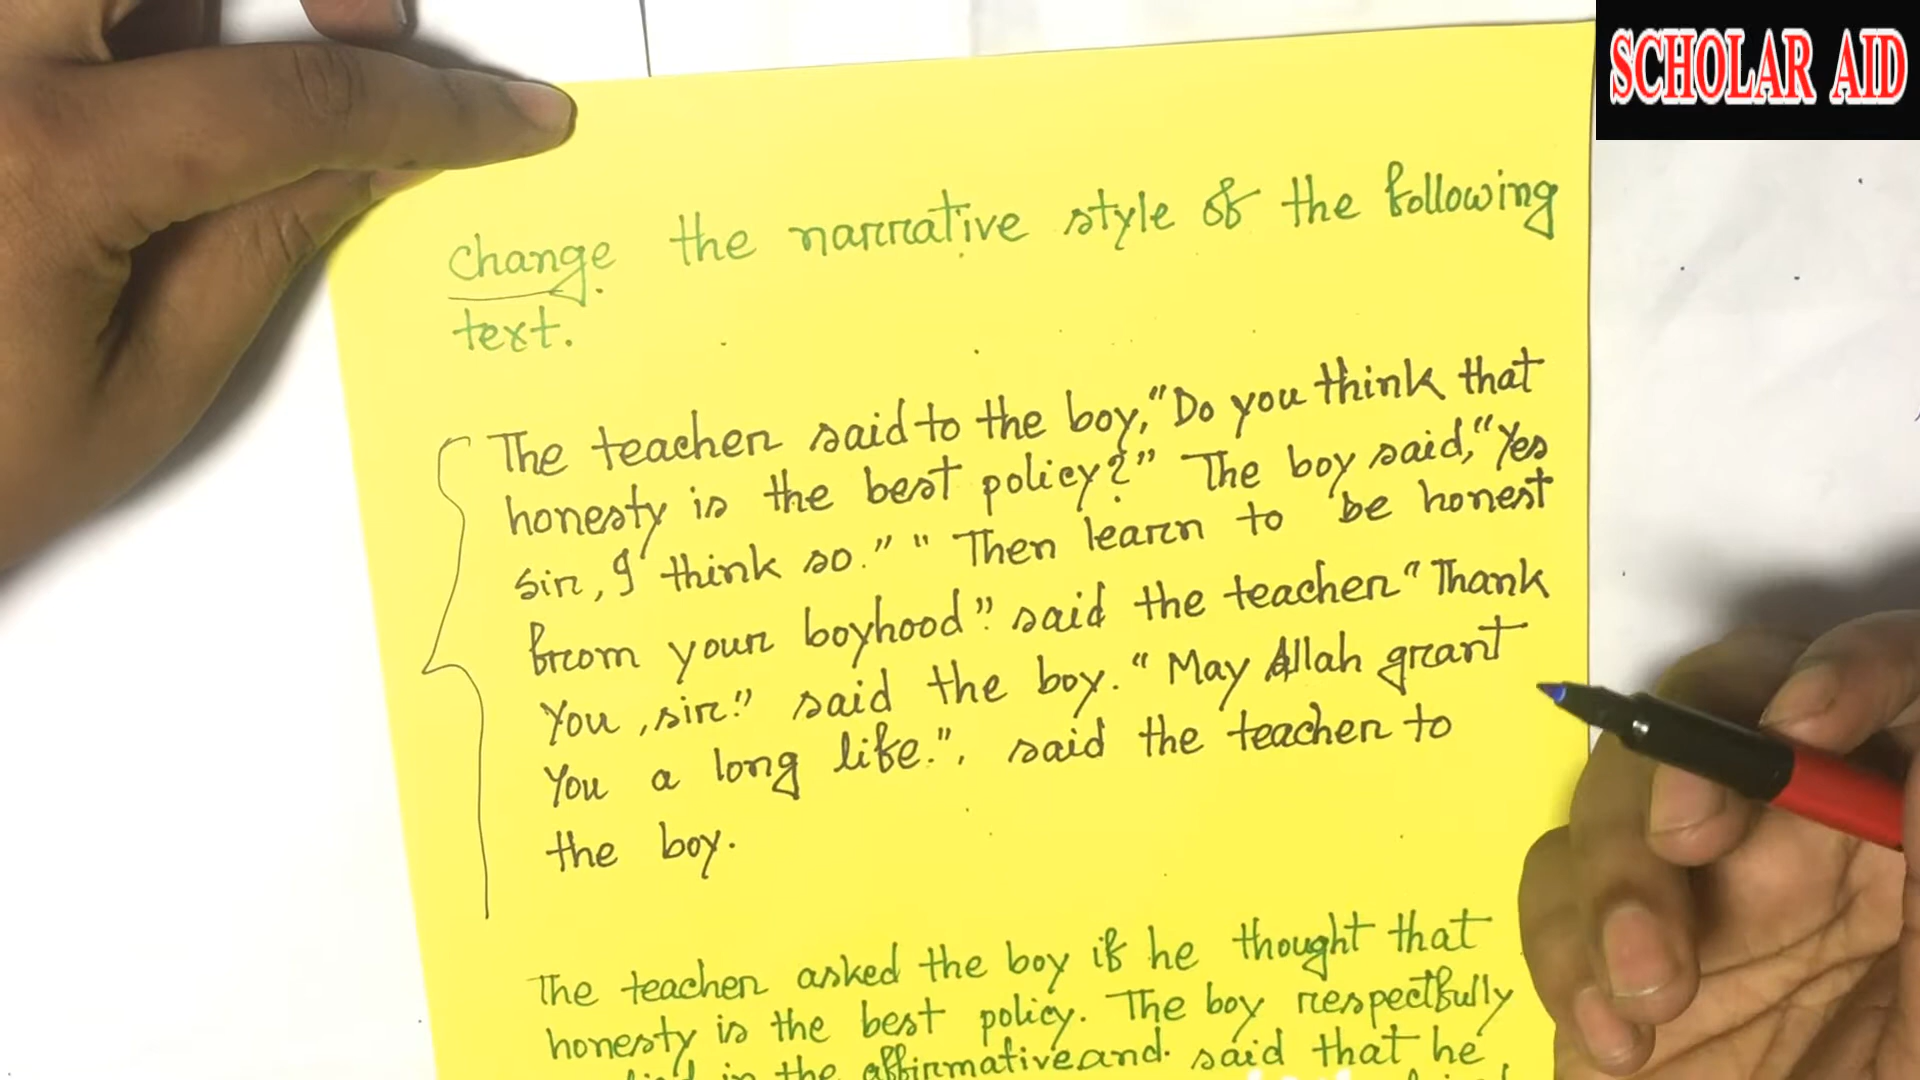 SCHOLAR AID
Change the narrative style of the following
text.
The teacher said to the boy, "Do you think that
honesty is the best policy?" The boy said, "Yes
sir, I think so." "Then learn to be honest
from your boyhood". said the teacher "Thank
You, sir." said the boy. "May Allah grant
You a long life.", said the teacher to
the boy.
The teacher asked the boy if he thought that
honesty is the best policy. The boy respectfully
in the affirmative and. said that he